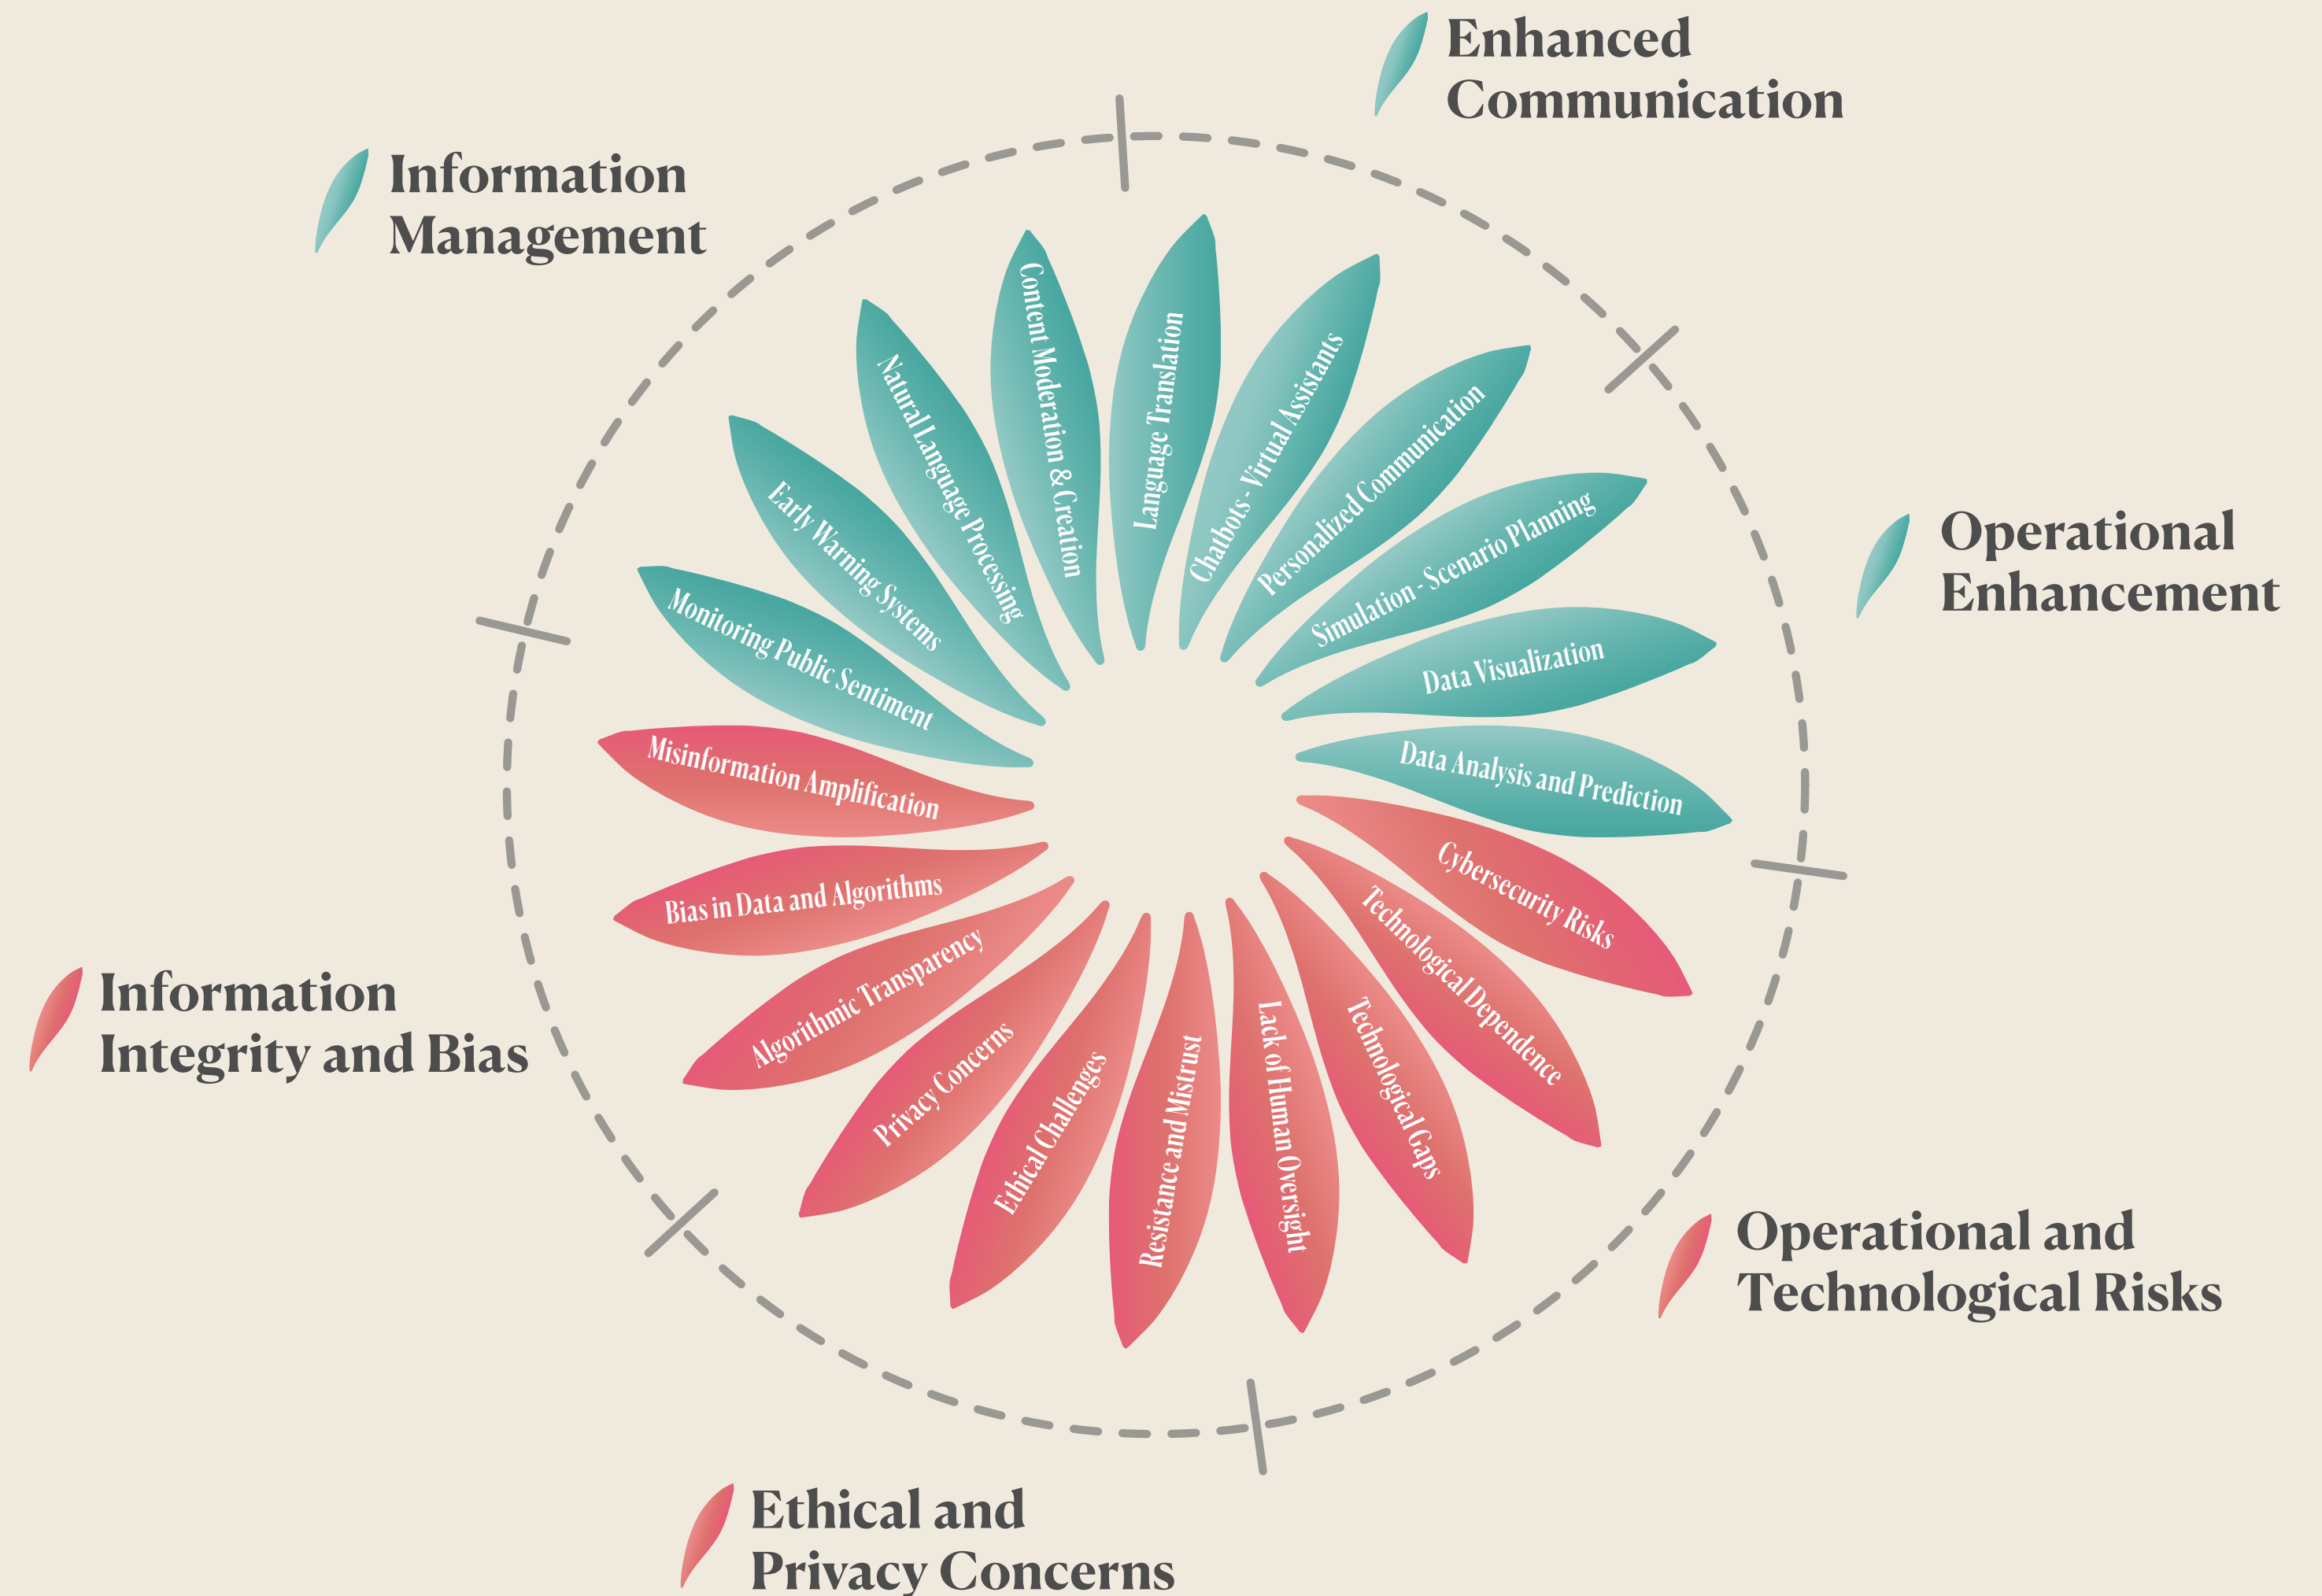 Enhanced
Communication
Information
Management
Operational
Enhancement
Information
Integrity and Bias
Operational and
Technological Risks
Ethical and
Privacy Concerns
Language Translation
Chatbots - Virtual Assistants
Personalized Communication
Simulation - Scenario Planning
Data Visualization
Data Analysis and Prediction
Cybersecurity Risks
Technological Dependence
Technological Gaps
Lack of Human Oversight
Resistance and Mistrust
Ethical Challenges
Privacy Concerns
Algorithmic Transparency
Bias in Data and Algorithms
Misinformation Amplification
Monitoring Public Sentiment
Early Warning Systems
Natural Language Processing
Content Moderation & Creation